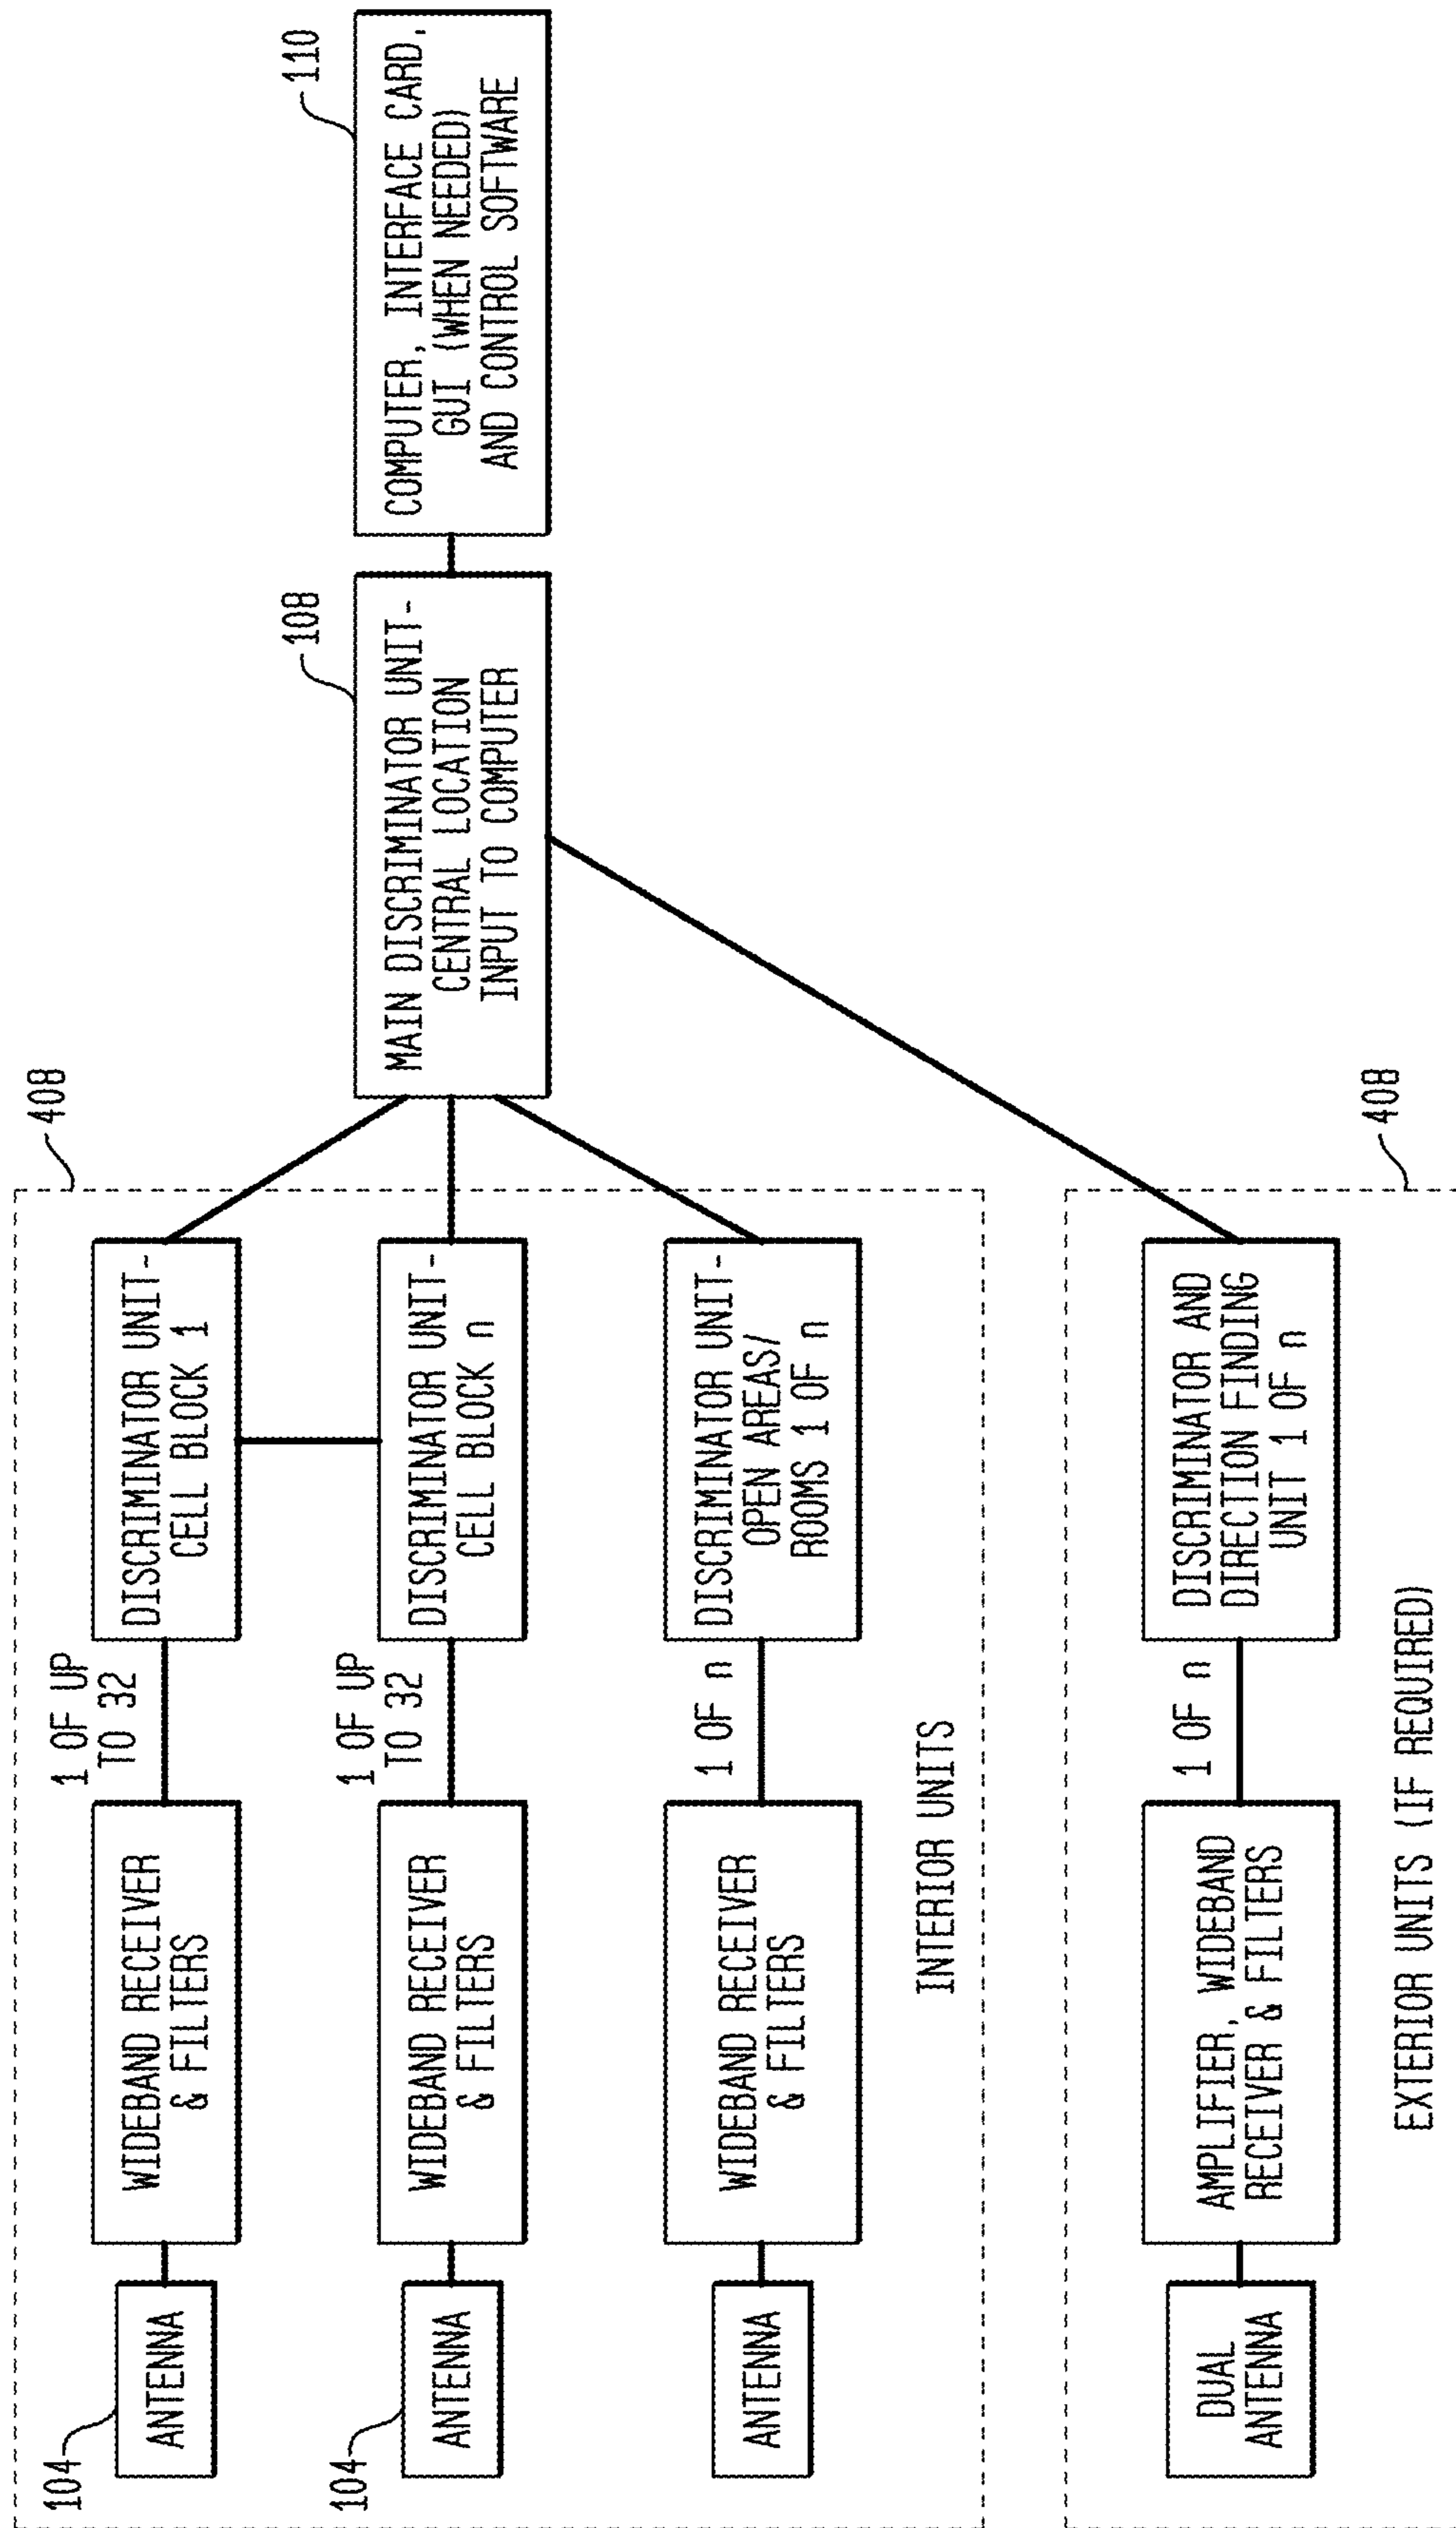 408
104
ANTENNA
WIDEBAND RECEIVER
& FILTERS
1 OF UP
TO 32
DISCRIMINATOR UNIT-
CELL BLOCK 1
104
ANTENNA
WIDEBAND RECEIVER
& FILTERS
1 OF UP
TO 32
DISCRIMINATOR UNIT-
CELL BLOCK n
108
MAIN DISCRIMINATOR UNIT-
CENTRAL LOCATION
INPUT TO COMPUTER
110
COMPUTER, INTERFACE CARD,
GUI (WHEN NEEDED)
AND CONTROL SOFTWARE
ANTENNA
WIDEBAND RECEIVER
& FILTERS
1 OF n
DISCRIMINATOR UNIT-
OPEN AREAS/
ROOMS 1 OF n
INTERIOR UNITS
DUAL
ANTENNA
AMPLIFIER, WIDEBAND
RECEIVER & FILTERS
1 OF n
DISCRIMINATOR AND
DIRECTION FINDING
UNIT 1 OF n
408
EXTERIOR UNITS (IF REQUIRED)